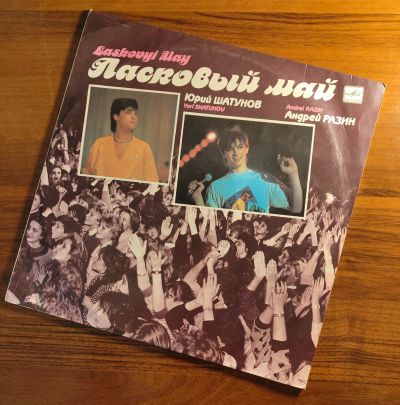 Laskovyi May
Ласковый май
Юрий ШАТУНОВ
Yuri SHATUNOV
Andrei RAZIN
Андрей РАЗИН